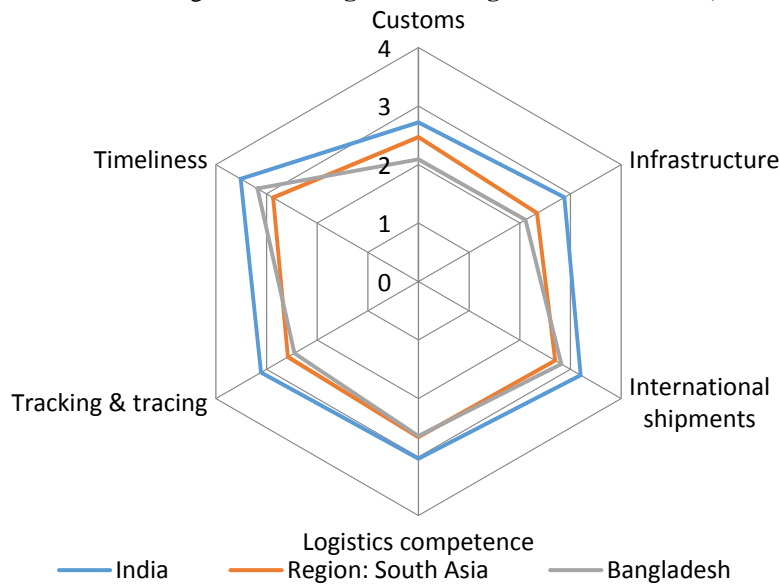 Customs
4
3
2
1
0
Timeliness
Infrastructure
Tracking & tracing
International
shipments
Logistics competence
India
Region: South Asia
Bangladesh